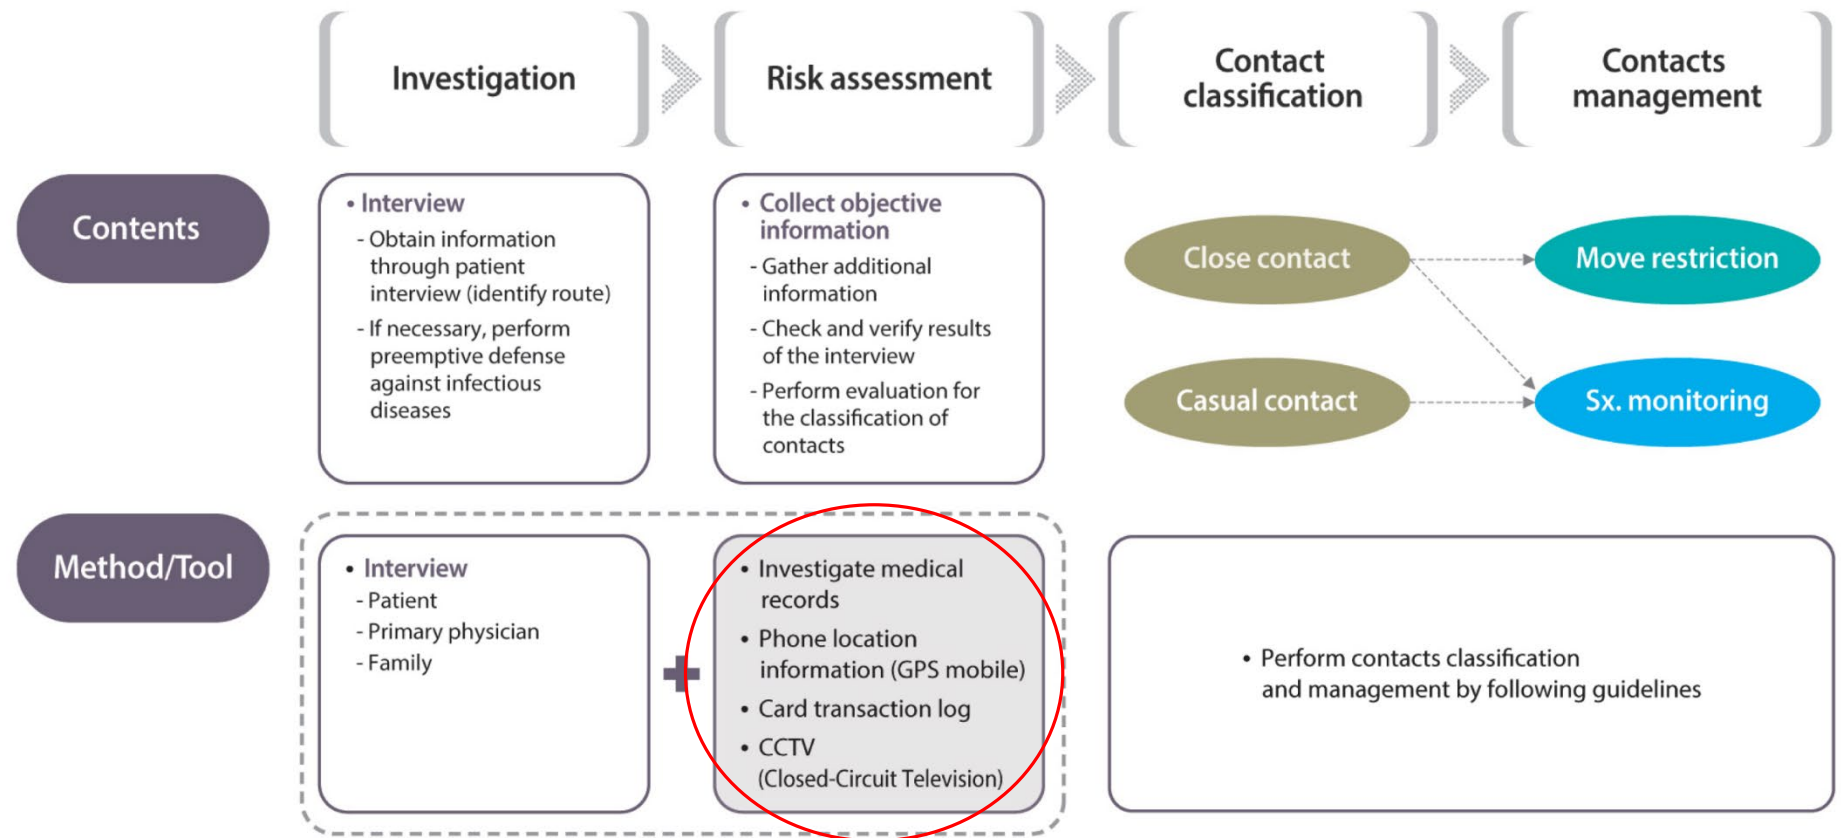 Investigation
Risk assessment
Contact
classification
Contacts
management
Contents
• Interview
- Obtain information
through patient
interview (identify route)
- If necessary, perform
preemptive defense
against infectious
diseases
• Collect objective
information
- Gather additional
information
- Check and verify results
of the interview
- Perform evaluation for
the classification of
contacts
Close contact
Move restriction
Casual contact
Sx. monitoring
Method/Tool
• Interview
- Patient
- Primary physician
- Family
+
• Investigate medical
records
• Phone location
information (GPS mobile)
• Card transaction log
• CCTV
(Closed-Circuit Television)
• Perform contacts classification
and management by following guidelines